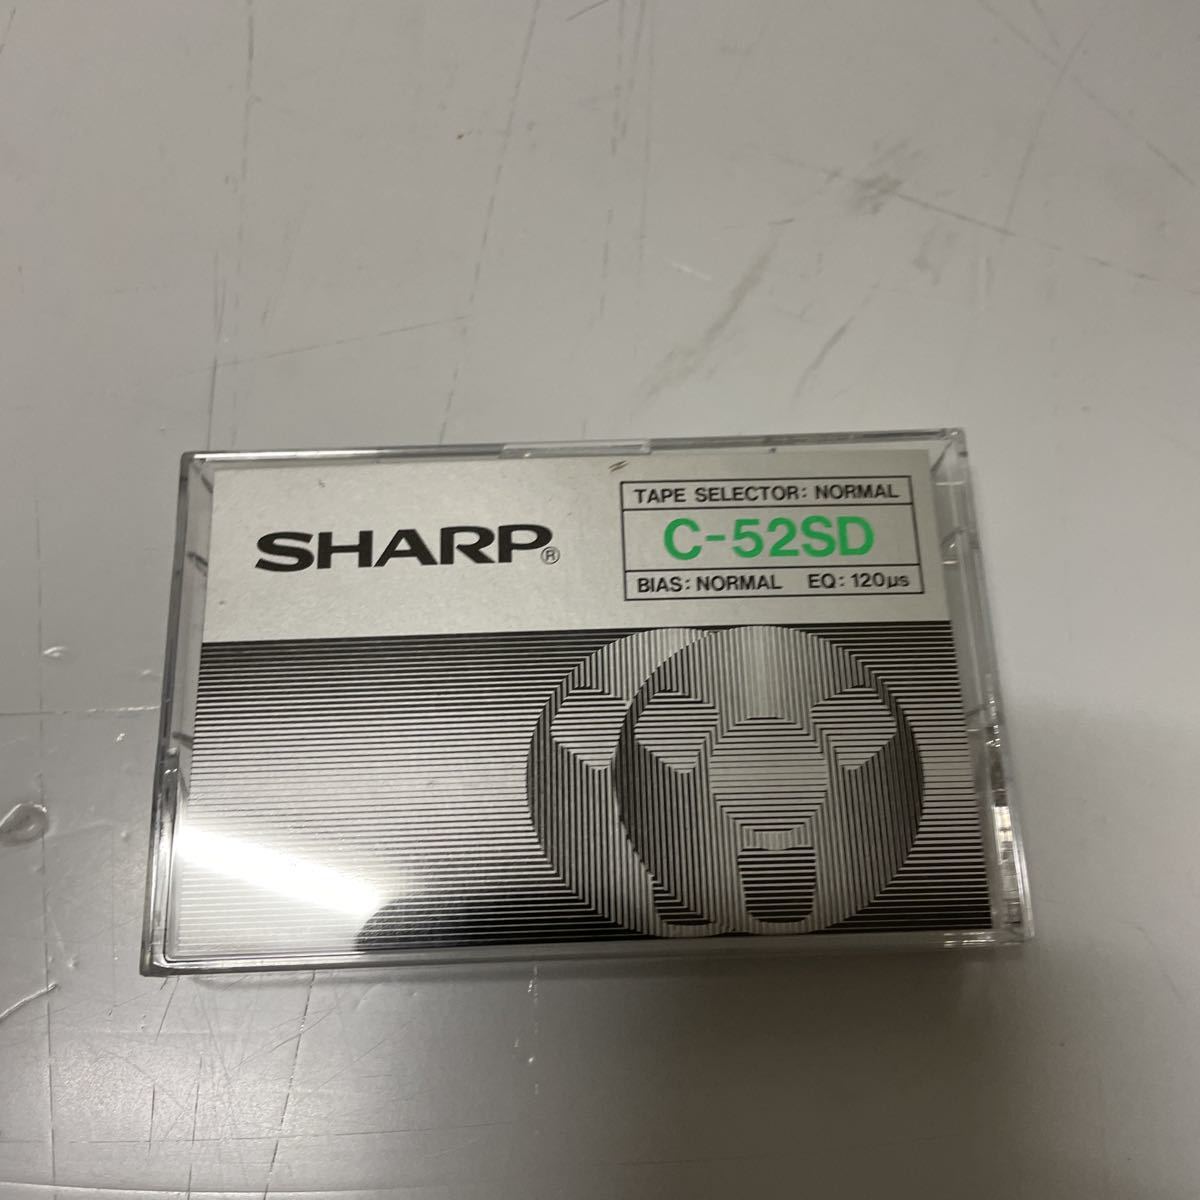 SHARP®
TAPE SELECTOR: NORMAL
C-52SD
BIAS: NORMAL EQ: 120µs